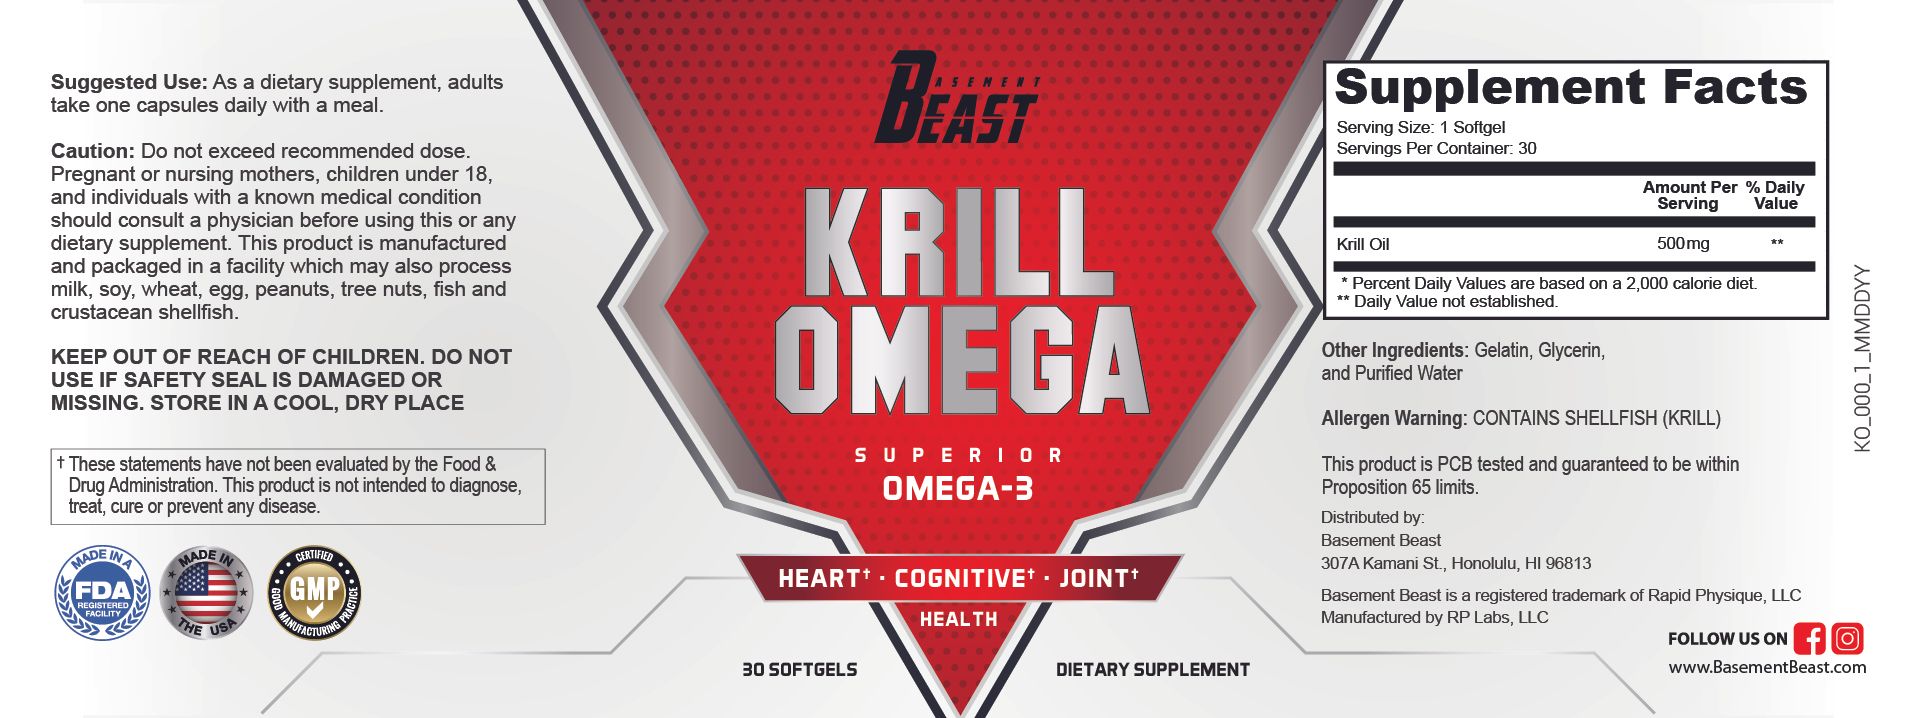 Suggested Use: As a dietary supplement, adults
take one capsules daily with a meal.
Caution: Do not exceed recommended dose.
Pregnant or nursing mothers, children under 18,
and individuals with a known medical condition
should consult a physician before using this or any
dietary supplement. This product is manufactured
and packaged in a facility which may also process
milk, soy, wheat, egg, peanuts, tree nuts, fish and
crustacean shellfish.
KEEP OUT OF REACH OF CHILDREN. DO NOT
USE IF SAFETY SEAL IS DAMAGED OR
MISSING. STORE IN A COOL, DRY PLACE
† These statements have not been evaluated by the Food &
Drug Administration. This product is not intended to diagnose,
treat, cure or prevent any disease.
MADE IN A
FDA
REGISTERED
FACILITY
MADE IN
THE USA
CERTIFIED
GMP
GOOD MANUFACTURING PRACTICE
BASEMENT
BEAST
KRILL
OMEGA
SUPERIOR
OMEGA-3
HEART† · COGNITIVE† · JOINT†
HEALTH
30 SOFTGELS
DIETARY SUPPLEMENT
Supplement Facts
Serving Size: 1 Softgel
Servings Per Container: 30
Amount Per % Daily
Serving Value
Krill Oil 500mg **
* Percent Daily Values are based on a 2,000 calorie diet.
** Daily Value not established.
Other Ingredients: Gelatin, Glycerin,
and Purified Water
Allergen Warning: CONTAINS SHELLFISH (KRILL)
This product is PCB tested and guaranteed to be within
Proposition 65 limits.
Distributed by:
Basement Beast
307A Kamani St., Honolulu, HI 96813
Basement Beast is a registered trademark of Rapid Physique, LLC
Manufactured by RP Labs, LLC
FOLLOW US ON
www.BasementBeast.com
KO_000_1_MMDDYY